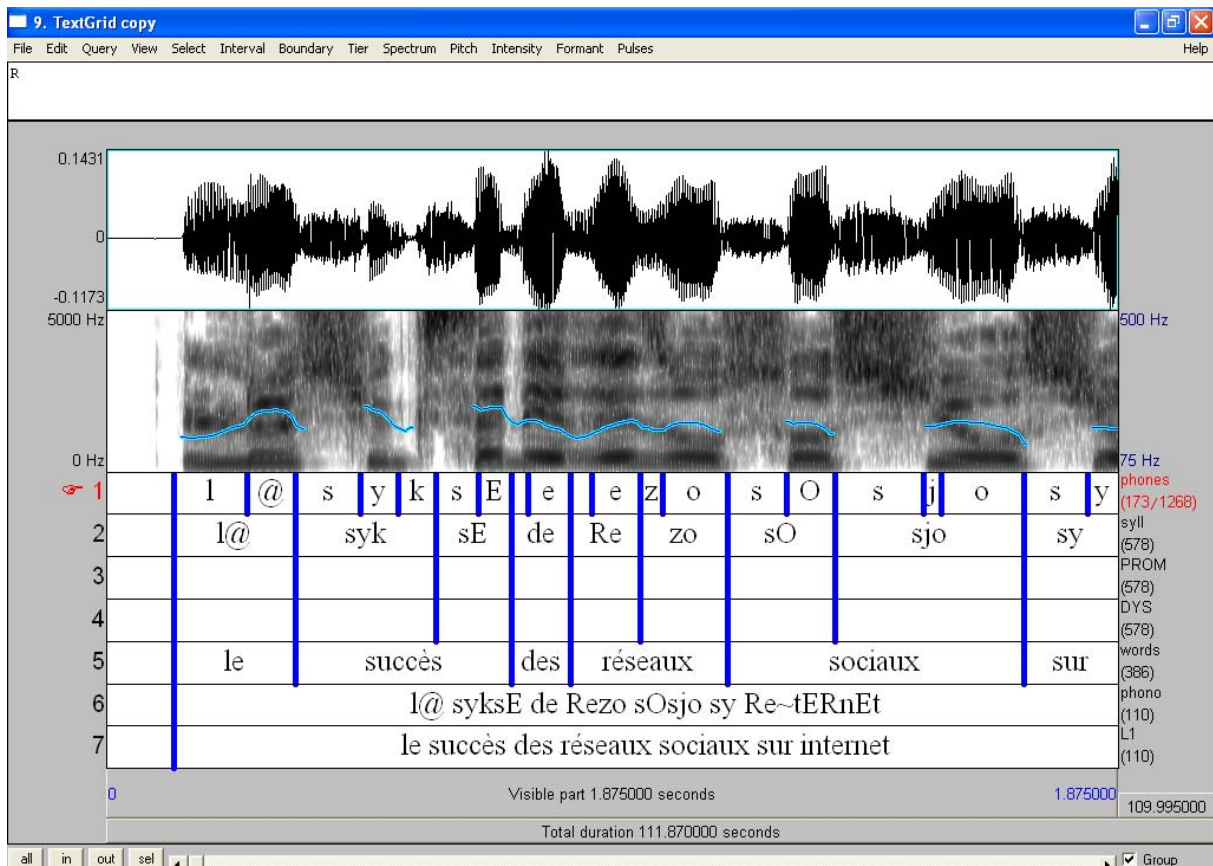 9. TextGrid copy
File Edit Query View Select Interval Boundary Tier Spectrum Pitch Intensity Formant Pulses Help
R
0.1431
0
-0.1173
5000 Hz 500 Hz
0 Hz 75 Hz
1 l @ s y k s E e e z o s O s j o s y phones (173/1268)
2 l@ syk sE de Re zo sO sjo sy syll (578)
3 PROM (578)
4 DYS (578)
5 le succès des réseaux sociaux sur words (386)
6 l@ syksE de Rezo sOsjo sy Re~tERnEt phono (110)
7 le succès des réseaux sociaux sur internet L1 (110)
0 Visible part 1.875000 seconds 1.875000 109.995000
Total duration 111.870000 seconds
all in out sel Group